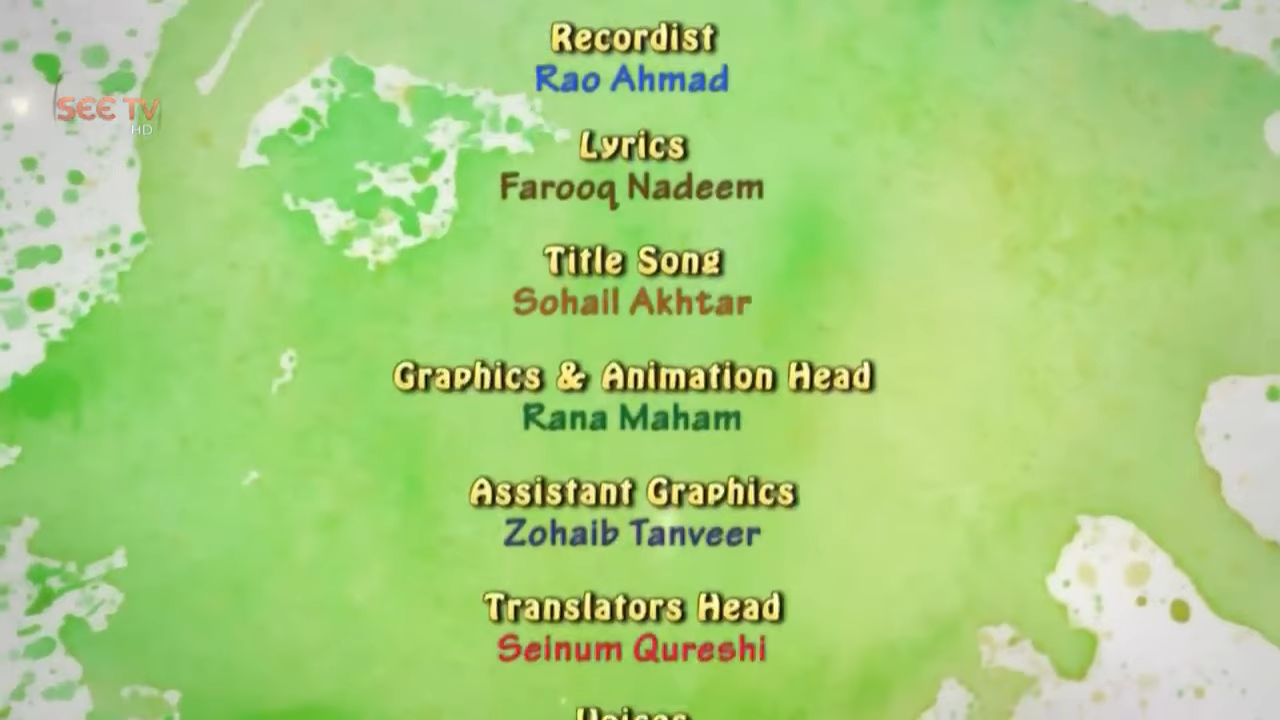 Recordist
Rao Ahmad
SEE TV
HD
Lyrics
Farooq Nadeem
Title Song
Sohail Akhtar
Graphics & Animation Head
Rana Maham
Assistant Graphics
Zohaib Tanveer
Translators Head
Seinum Qureshi
Voices